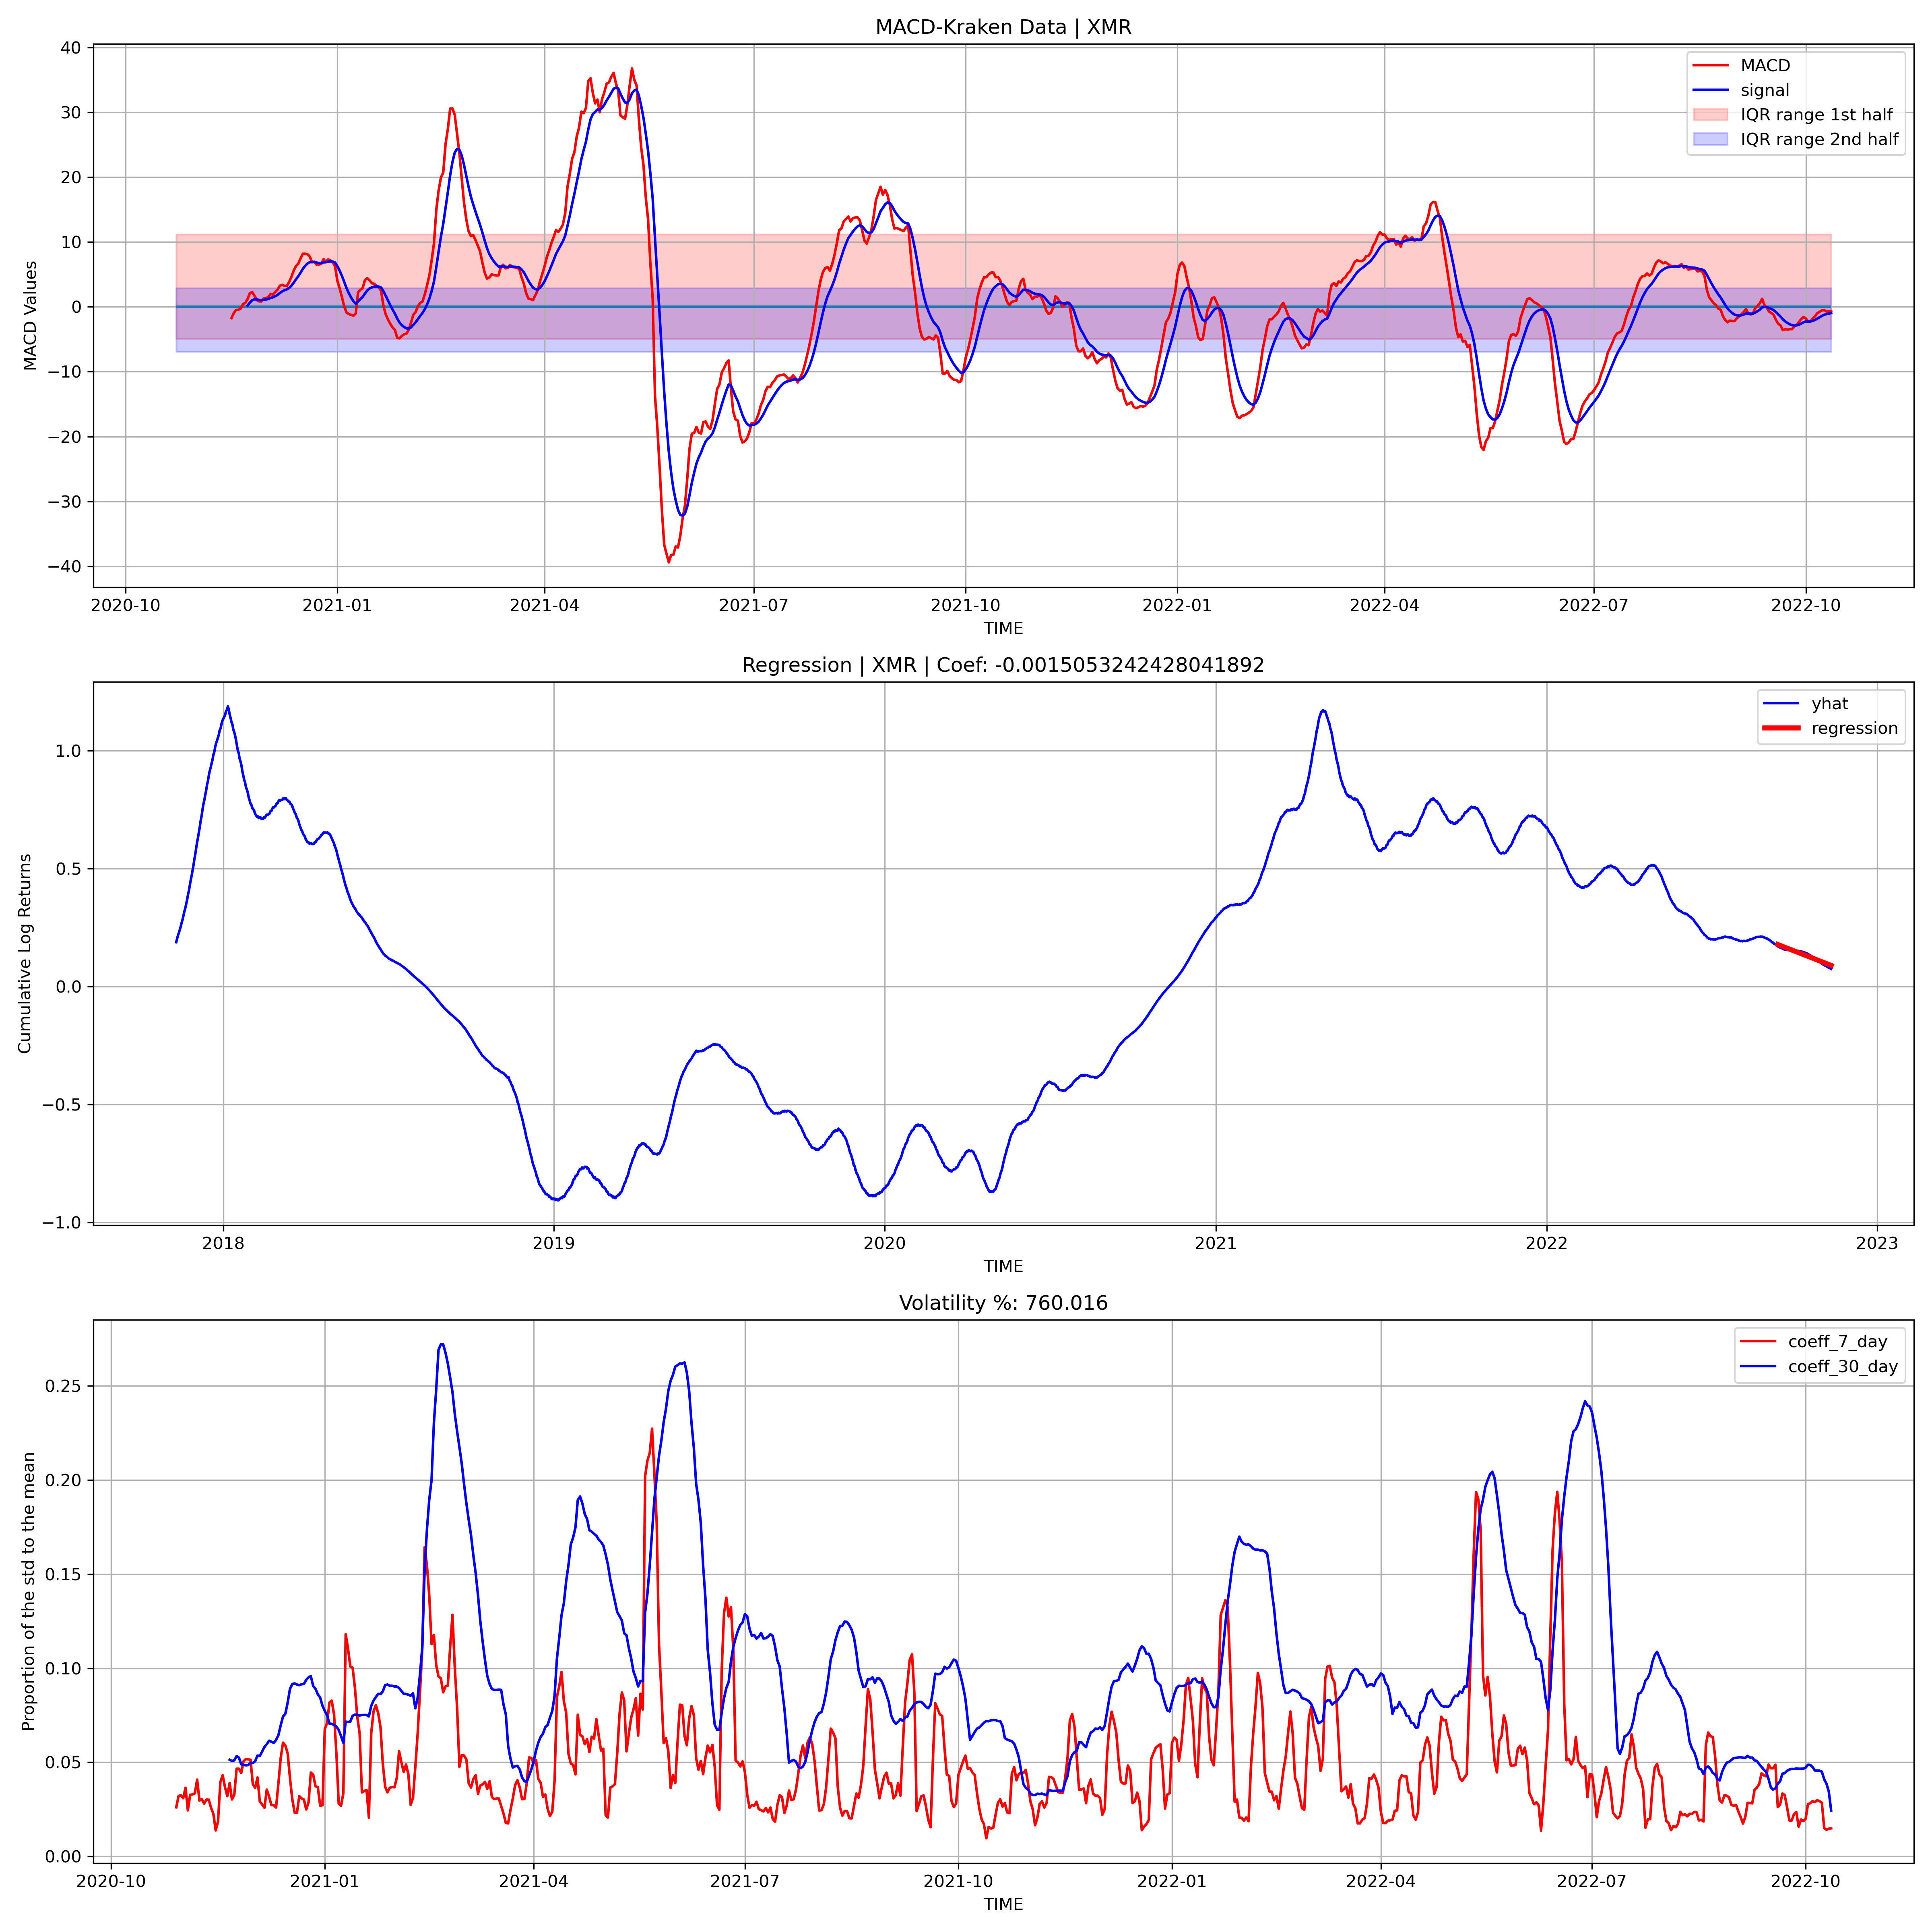 MACD-Kraken Data | XMR
40
30
20
10
0
−10
−20
−30
−40
MACD Values
MACD
signal
IQR range 1st half
IQR range 2nd half
2020-10 2021-01 2021-04 2021-07 2021-10 2022-01 2022-04 2022-07 2022-10
TIME
Regression | XMR | Coef: -0.0015053242428041892
1.0
0.5
0.0
−0.5
−1.0
Cumulative Log Returns
yhat
regression
2018 2019 2020 2021 2022 2023
TIME
Volatility %: 760.016
0.25
0.20
0.15
0.10
0.05
0.00
Proportion of the std to the mean
coeff_7_day
coeff_30_day
2020-10 2021-01 2021-04 2021-07 2021-10 2022-01 2022-04 2022-07 2022-10
TIME